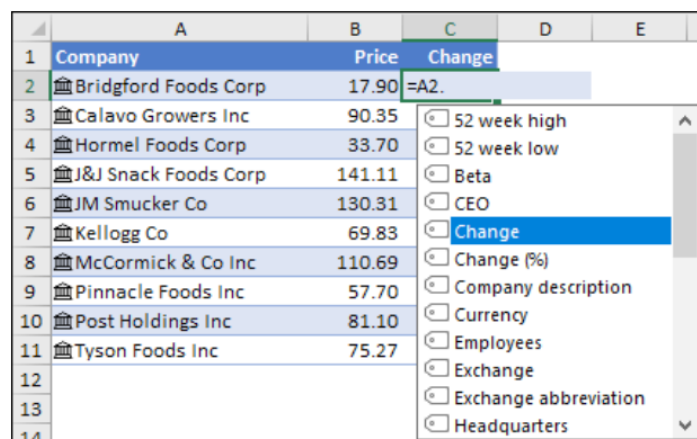 A B C D E
1 Company Price Change
2 Bridgford Foods Corp 17.90 =A2.
3 Calavo Growers Inc 90.35
4 Hormel Foods Corp 33.70
5 J&J Snack Foods Corp 141.11
6 JM Smucker Co 130.31
7 Kellogg Co 69.83
8 McCormick & Co Inc 110.69
9 Pinnacle Foods Inc 57.70
10 Post Holdings Inc 81.10
11 Tyson Foods Inc 75.27
12
13
14
52 week high
52 week low
Beta
CEO
Change
Change (%)
Company description
Currency
Employees
Exchange
Exchange abbreviation
Headquarters